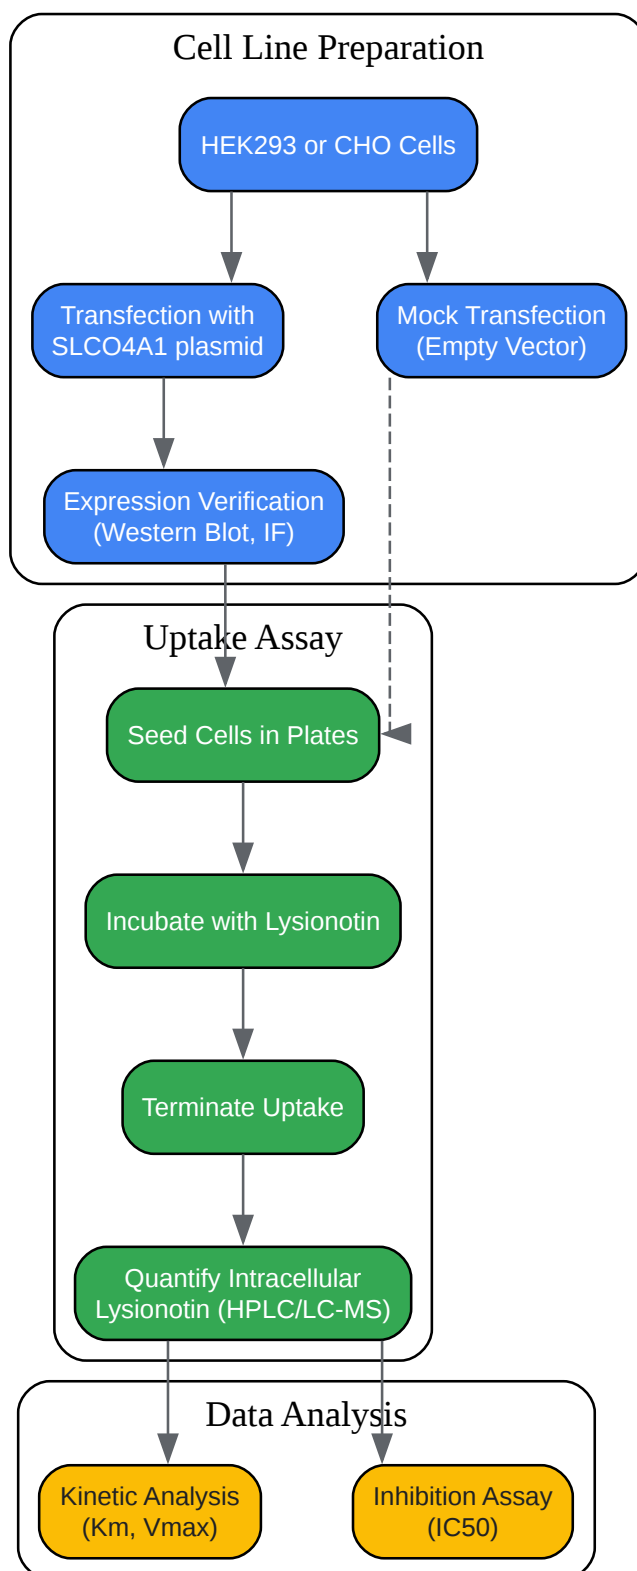 Cell Line Preparation
HEK293 or CHO Cells
Transfection with
SLCO4A1 plasmid
Mock Transfection
(Empty Vector)
Expression Verification
(Western Blot, IF)
Uptake Assay
Seed Cells in Plates
Incubate with Lysionotin
Terminate Uptake
Quantify Intracellular
Lysionotin (HPLC/LC-MS)
Data Analysis
Kinetic Analysis
(Km, Vmax)
Inhibition Assay
(IC50)